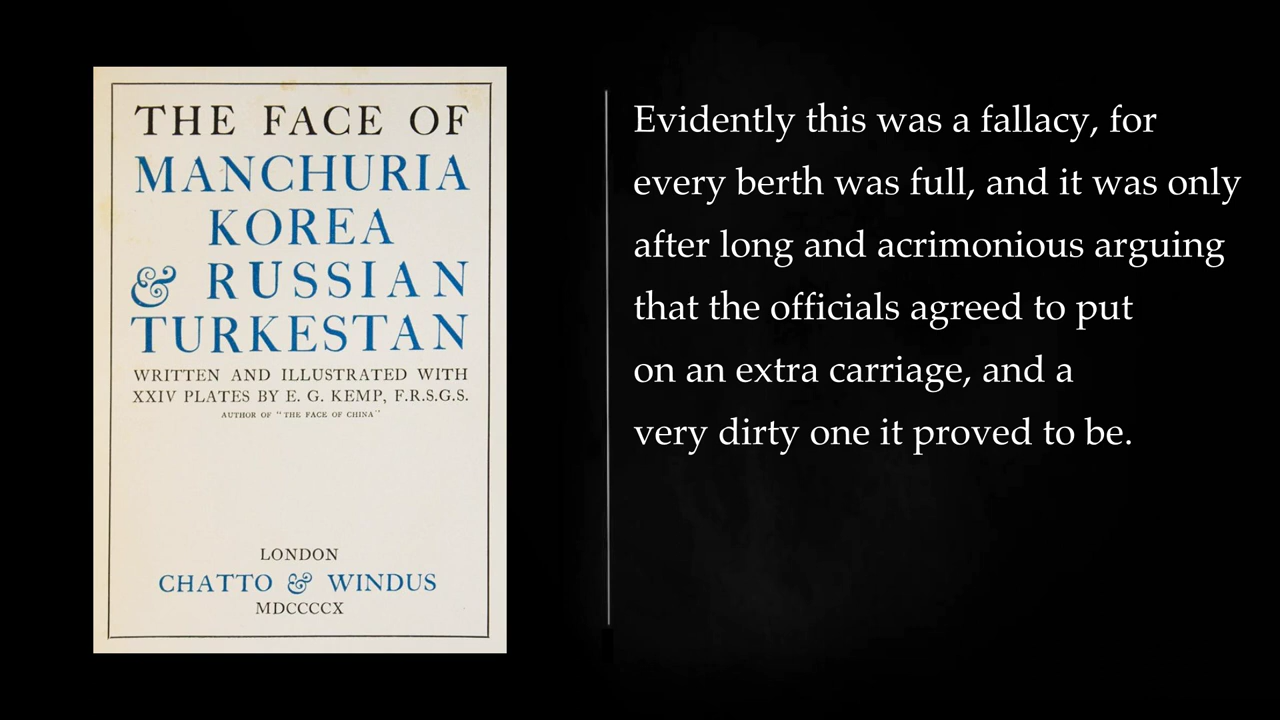 THE FACE OF
MANCHURIA
KOREA
& RUSSIAN
TURKESTAN
WRITTEN AND ILLUSTRATED WITH
XXIV PLATES BY E. G. KEMP, F.R.S.G.S.
AUTHOR OF "THE FACE OF CHINA"
LONDON
CHATTO & WINDUS
MDCCCCX
Evidently this was a fallacy, for
every berth was full, and it was only
after long and acrimonious arguing
that the officials agreed to put
on an extra carriage, and a
very dirty one it proved to be.